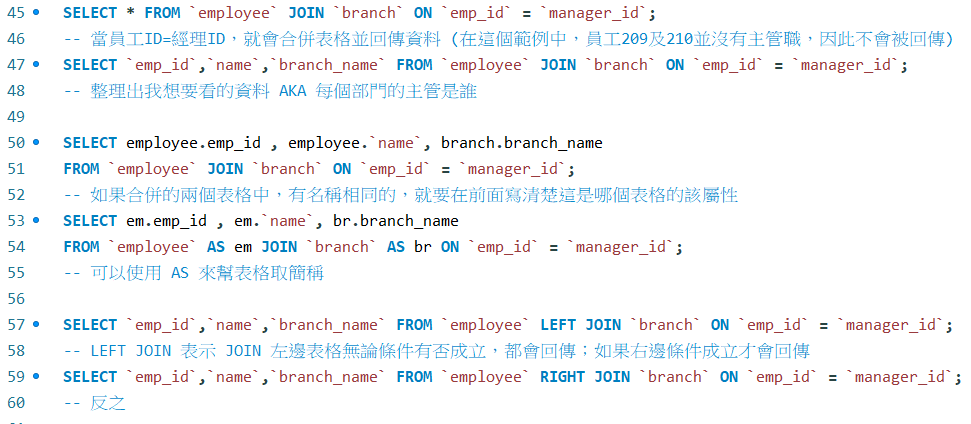 45 SELECT * FROM `employee` JOIN `branch` ON `emp_id` = `manager_id`;
46 -- 當員工ID=經理ID，就會合併表格並回傳資料 (在這個範例中，員工209及210並沒有主管職，因此不會被回傳)
47 SELECT `emp_id`,`name`,`branch_name` FROM `employee` JOIN `branch` ON `emp_id` = `manager_id`;
48 -- 整理出我想要看的資料 AKA 每個部門的主管是誰
49
50 SELECT employee.emp_id , employee.`name`, branch.branch_name
51 FROM `employee` JOIN `branch` ON `emp_id` = `manager_id`;
52 -- 如果合併的兩個表格中，有名稱相同的，就要在前面寫清楚這是哪個表格的該屬性
53 SELECT em.emp_id , em.`name`, br.branch_name
54 FROM `employee` AS em JOIN `branch` AS br ON `emp_id` = `manager_id`;
55 -- 可以使用 AS 來幫表格取簡稱
56
57 SELECT `emp_id`,`name`,`branch_name` FROM `employee` LEFT JOIN `branch` ON `emp_id` = `manager_id`;
58 -- LEFT JOIN 表示 JOIN 左邊表格無論條件有否成立，都會回傳；如果右邊條件成立才會回傳
59 SELECT `emp_id`,`name`,`branch_name` FROM `employee` RIGHT JOIN `branch` ON `emp_id` = `manager_id`;
60 -- 反之